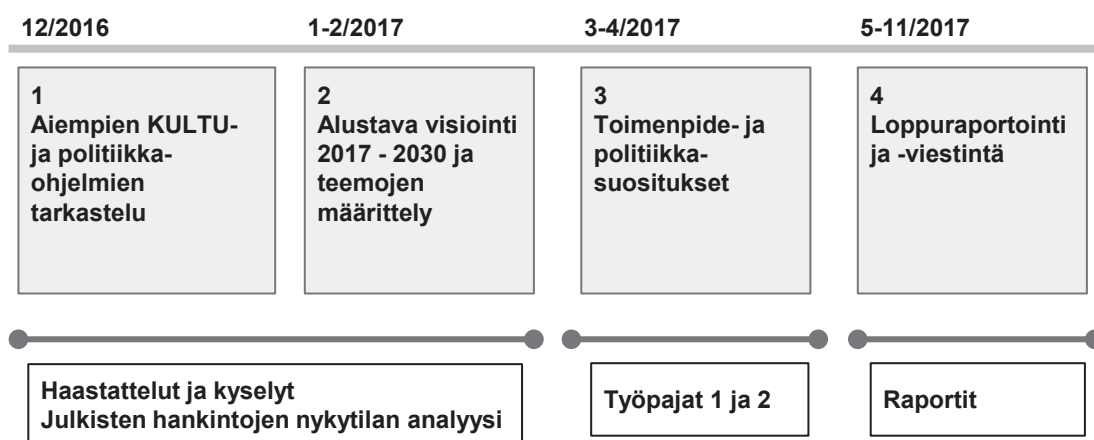 12/2016
1-2/2017
3-4/2017
5-11/2017
1
Aiempien KULTU-
ja politiikka-
ohjelmien
tarkastelu
2
Alustava visiointi
2017 - 2030 ja
teemojen
määrittely
3
Toimenpide- ja
politiikka-
suositukset
4
Loppuraportointi
ja -viestintä
Haastattelut ja kyselyt
Julkisten hankintojen nykytilan analyysi
Työpajat 1 ja 2
Raportit